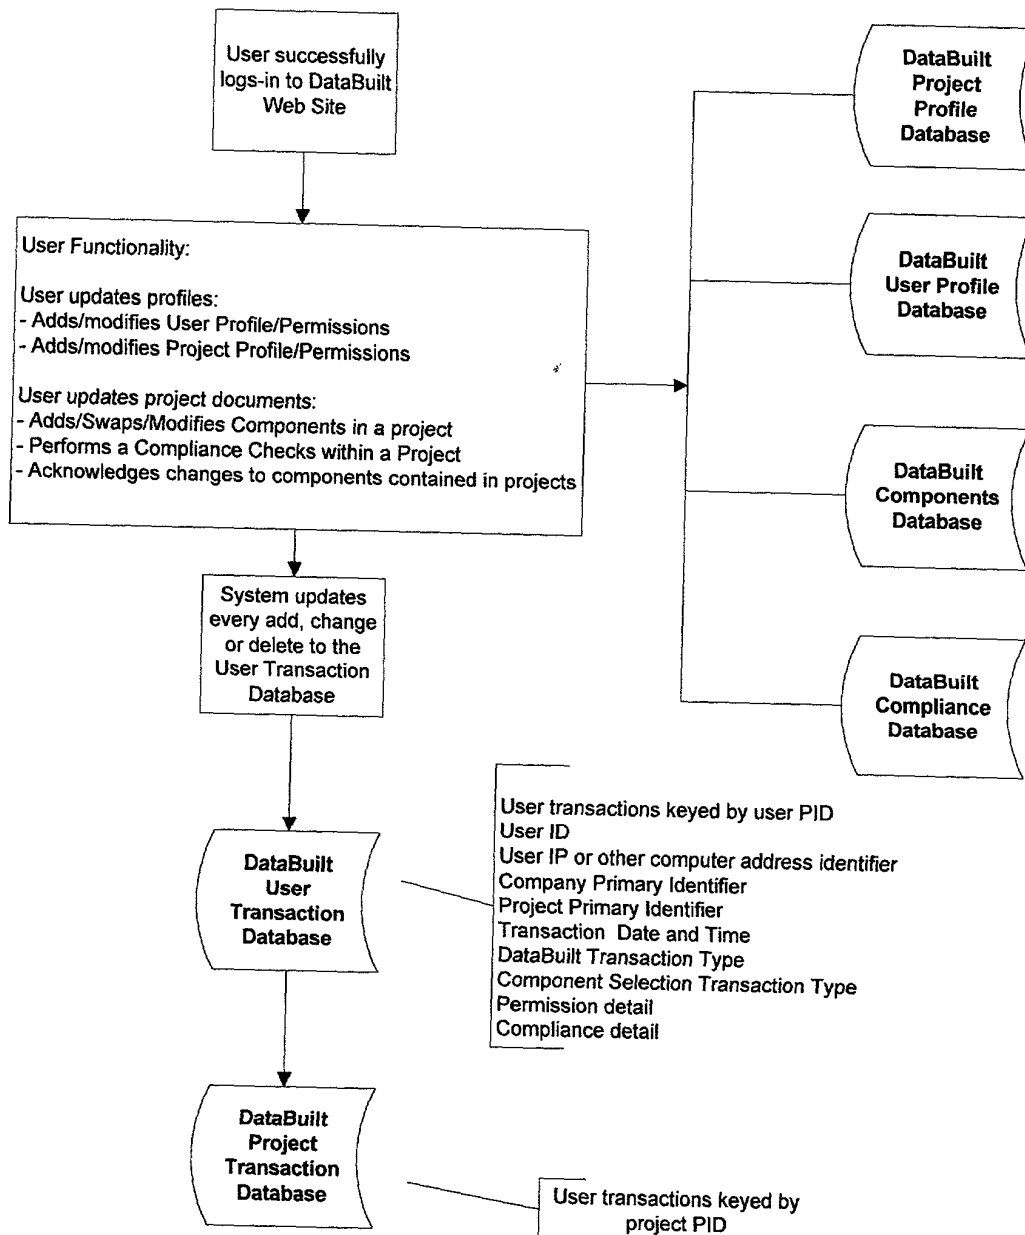 User successfully
logs-in to DataBuilt
Web Site
DataBuilt
Project
Profile
Database
User Functionality:
User updates profiles:
- Adds/modifies User Profile/Permissions
- Adds/modifies Project Profile/Permissions
User updates project documents:
- Adds/Swaps/Modifies Components in a project
- Performs a Compliance Checks within a Project
- Acknowledges changes to components contained in projects
DataBuilt
User Profile
Database
DataBuilt
Components
Database
System updates
every add, change
or delete to the
User Transaction
Database
DataBuilt
Compliance
Database
DataBuilt
User
Transaction
Database
User transactions keyed by user PID
User ID
User IP or other computer address identifier
Company Primary Identifier
Project Primary Identifier
Transaction Date and Time
DataBuilt Transaction Type
Component Selection Transaction Type
Permission detail
Compliance detail
DataBuilt
Project
Transaction
Database
User transactions keyed by
project PID